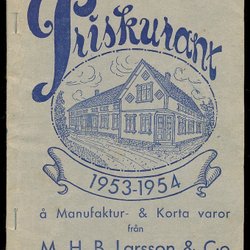 Priskurant
1953-1954
å Manufaktur- & Korta varor
från
M. H. B. Larsson & Co